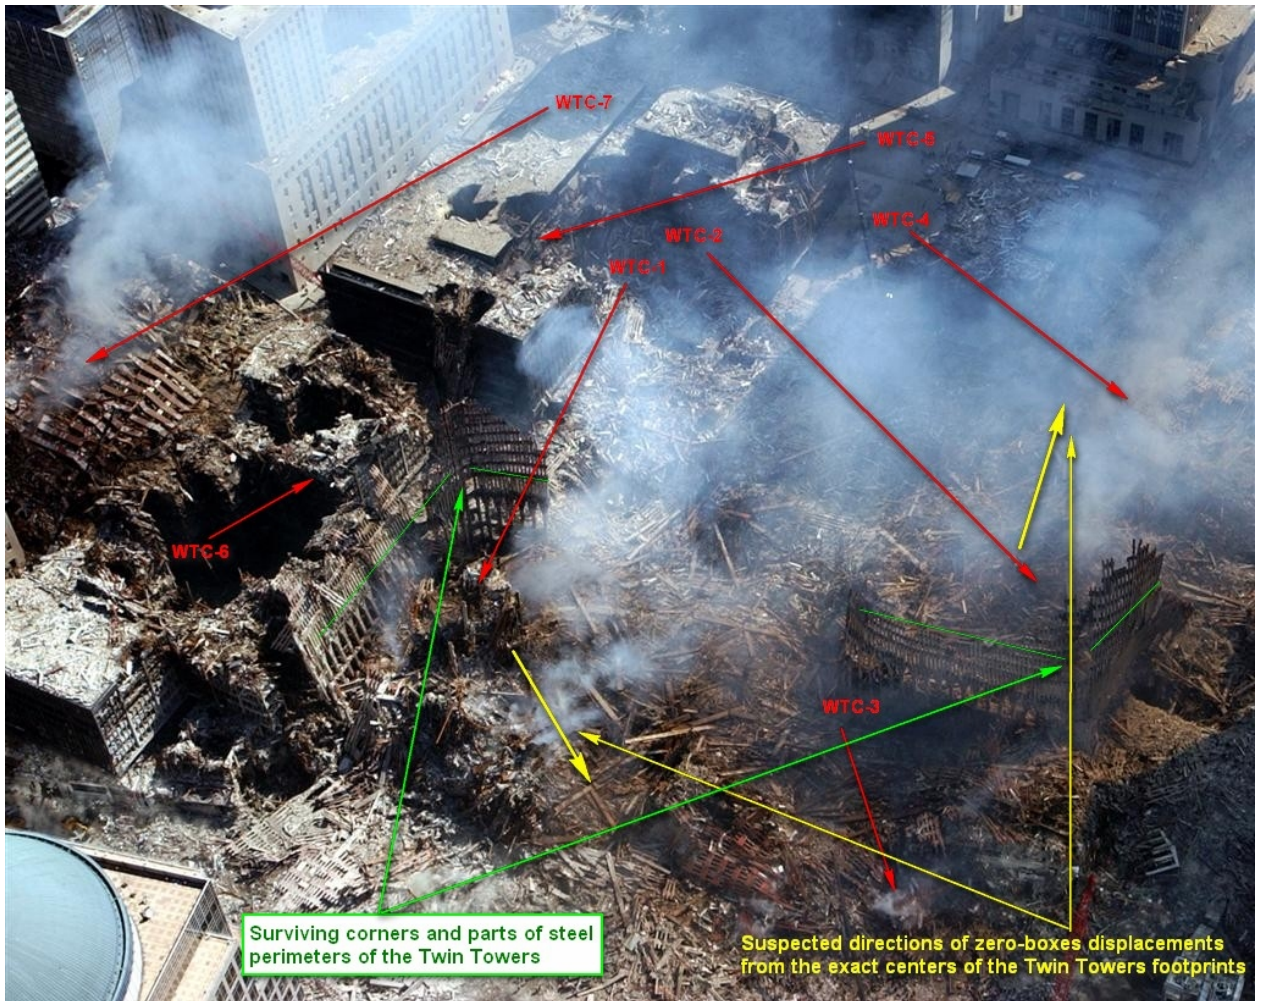 WTC-7
WTC-5
WTC-4
WTC-2
WTC-1
WTC-6
WTC-3
Surviving corners and parts of steel
perimeters of the Twin Towers
Suspected directions of zero-boxes displacements
from the exact centers of the Twin Towers footprints